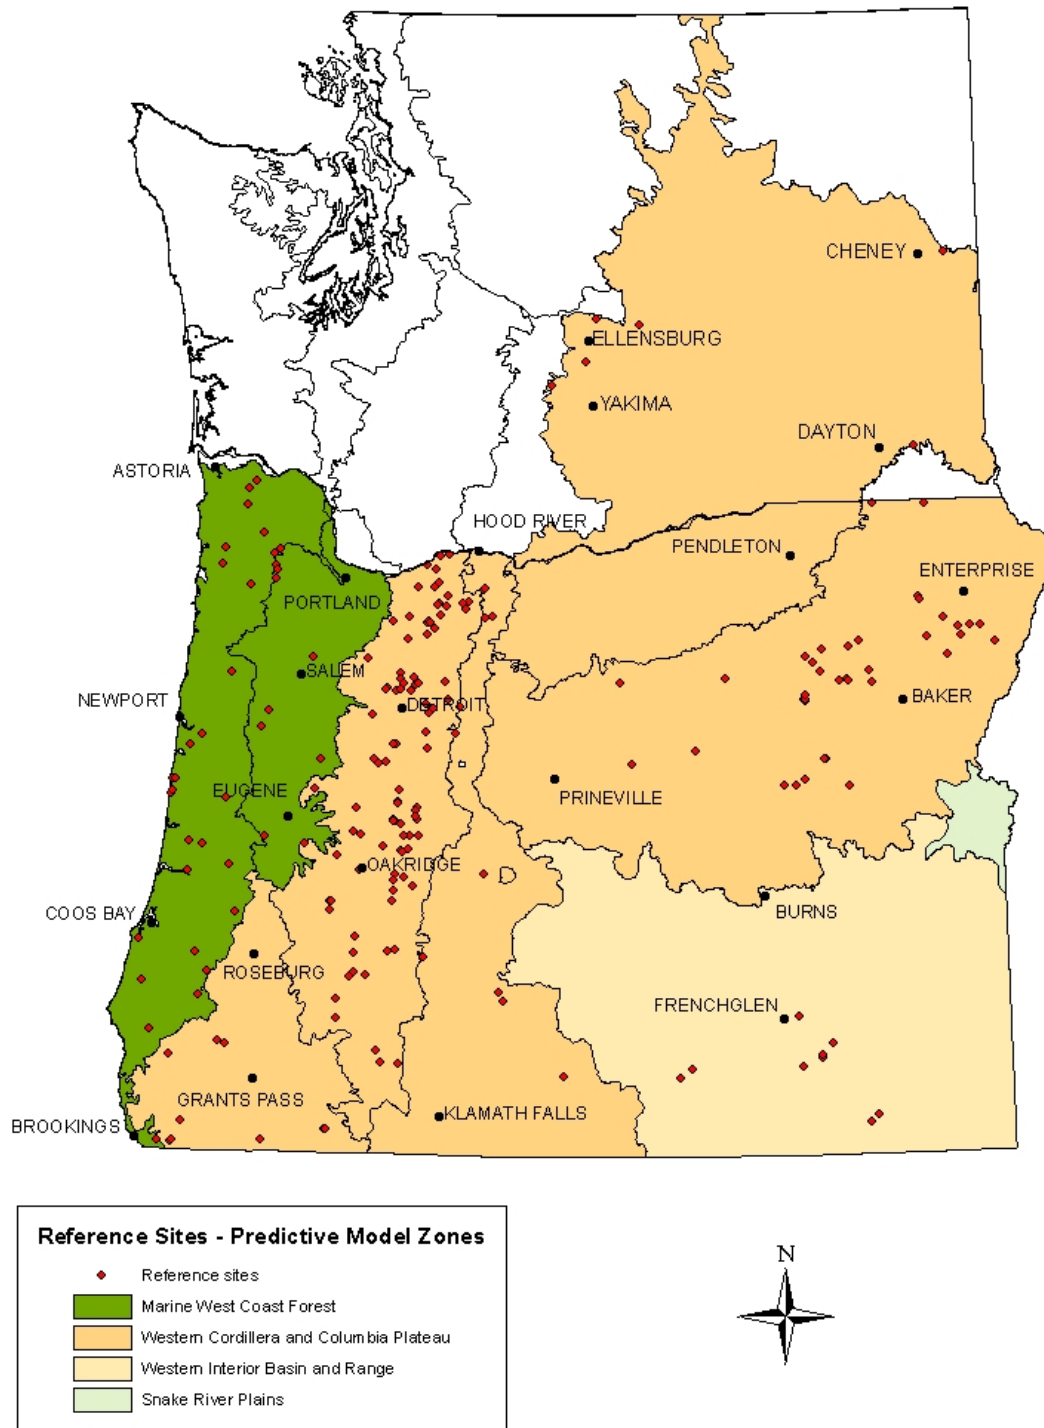 CHENEY
ELLENSBURG
YAKIMA
DAYTON
ASTORIA
HOOD RIVER
PENDLETON
ENTERPRISE
PORTLAND
SALEM
NEWPORT
DETROIT
BAKER
EUGENE
PRINEVILLE
OAKRIDGE
COOS BAY
BURNS
ROSEBURG
FRENCHGLEN
GRANTS PASS
KLAMATH FALLS
BROOKINGS
Reference Sites - Predictive Model Zones
Reference sites
Marine West Coast Forest
Western Cordillera and Columbia Plateau
Western Interior Basin and Range
Snake River Plains
N